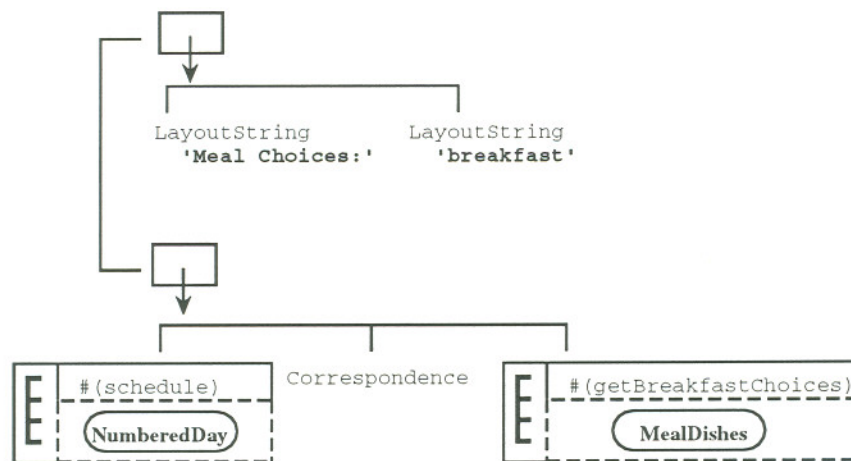 LayoutString LayoutString
'Meal Choices:' 'breakfast'
#(schedule) Correspondence #(getBreakfastChoices)
NumberedDay MealDishes